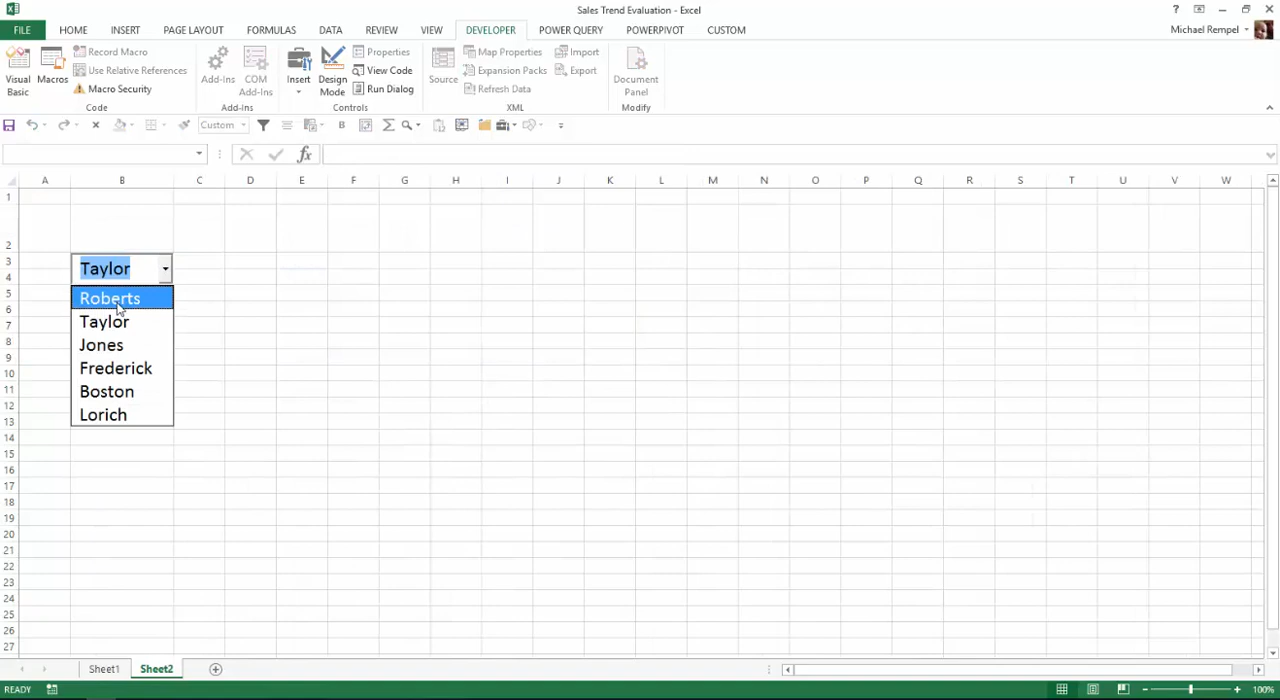 Sales Trend Evaluation - Excel
?
FILE HOME INSERT PAGE LAYOUT FORMULAS DATA REVIEW VIEW DEVELOPER POWER QUERY POWERPIVOT CUSTOM Michael Rempel
Visual Basic
Macros
Record Macro
Use Relative References
Macro Security
Code
Add-Ins
COM Add-Ins
Add-Ins
Insert
Design Mode
Properties
View Code
Run Dialog
Controls
Source
Map Properties
Expansion Packs
Refresh Data
Import
Export
XML
Document Panel
Modify
Custom
B
Σ
fx
A B C D E F G H I J K L M N O P Q R S T U V W
1
2
3
Taylor
4
5
Roberts
6
7
Taylor
8
Jones
9
10
Frederick
11
Boston
12
13
Lorich
14
15
16
17
18
19
20
21
22
23
24
25
26
27
Sheet1 Sheet2
READY 100%